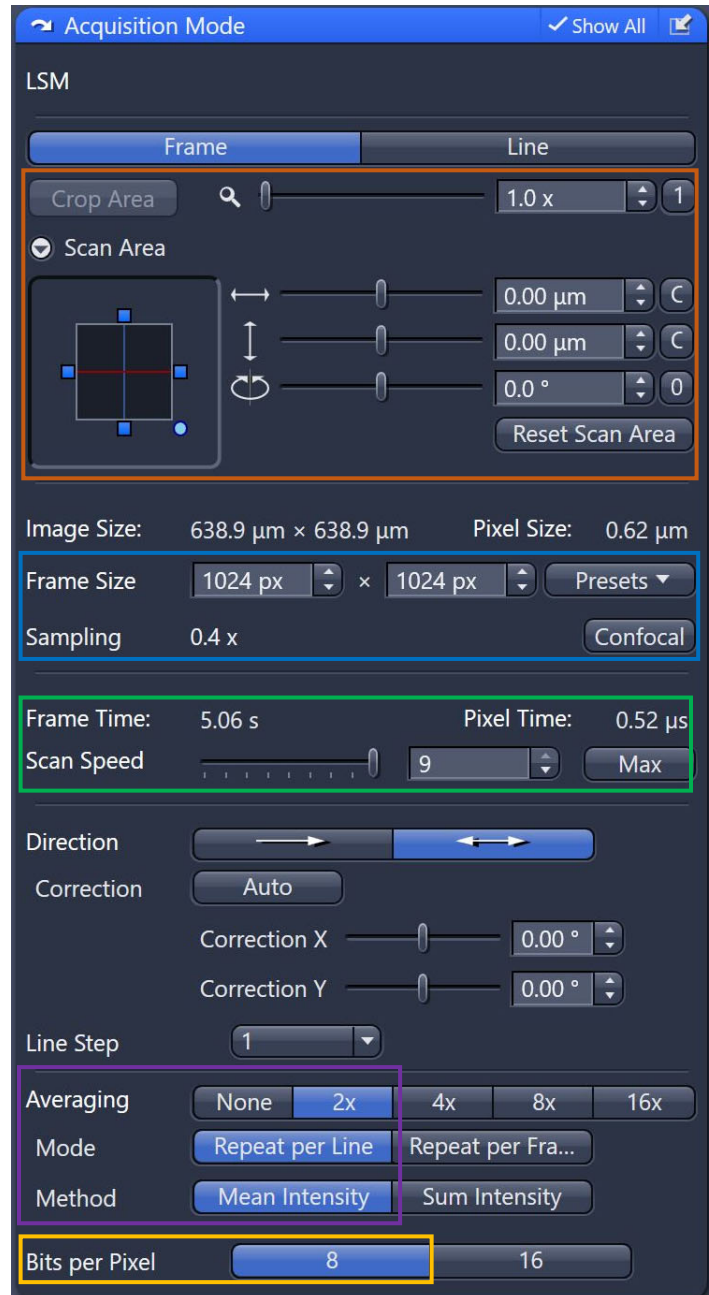 Acquisition Mode Show All
LSM
Frame Line
Crop Area 1.0 x 1
Scan Area
0.00 µm C
0.00 µm C
0.0 ° 0
Reset Scan Area
Image Size: 638.9 µm × 638.9 µm Pixel Size: 0.62 µm
Frame Size 1024 px × 1024 px Presets
Sampling 0.4 x Confocal
Frame Time: 5.06 s Pixel Time: 0.52 µs
Scan Speed 9 Max
Direction
Correction Auto
Correction X 0.00 °
Correction Y 0.00 °
Line Step 1
Averaging None 2x 4x 8x 16x
Mode Repeat per Line Repeat per Fra...
Method Mean Intensity Sum Intensity
Bits per Pixel 8 16